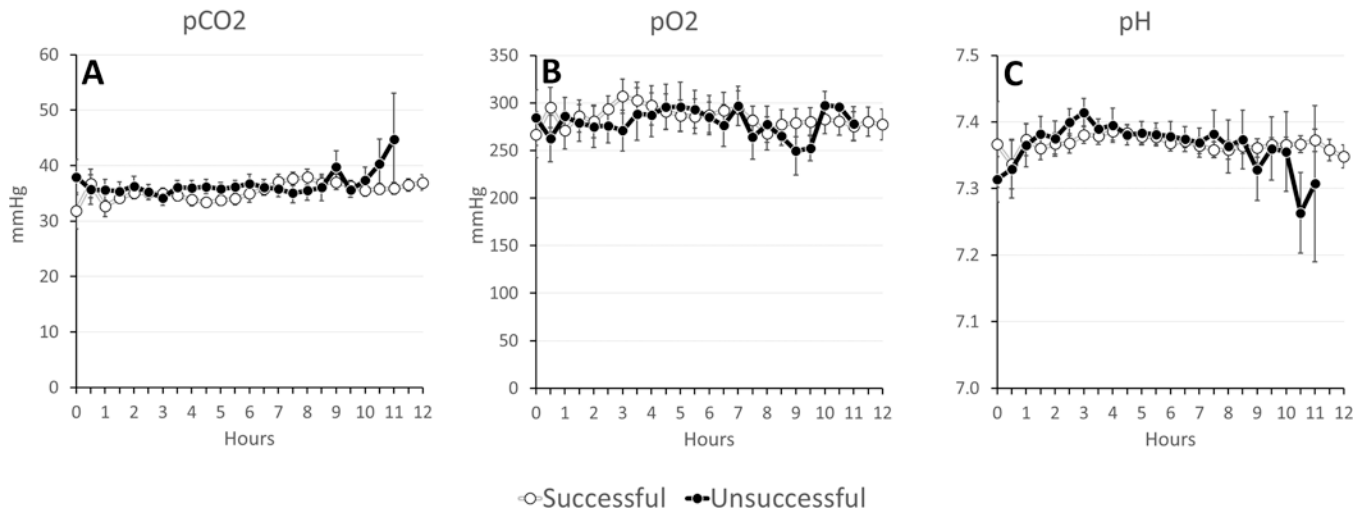 pCO2
pO2
pH
A
60
50
40
30
20
10
0
mmHg
0 1 2 3 4 5 6 7 8 9 10 11 12
Hours
B
350
300
250
200
150
100
50
0
mmHg
0 1 2 3 4 5 6 7 8 9 10 11 12
Hours
C
7.5
7.4
7.3
7.2
7.1
7.0
0 1 2 3 4 5 6 7 8 9 10 11 12
Hours
Successful Unsuccessful